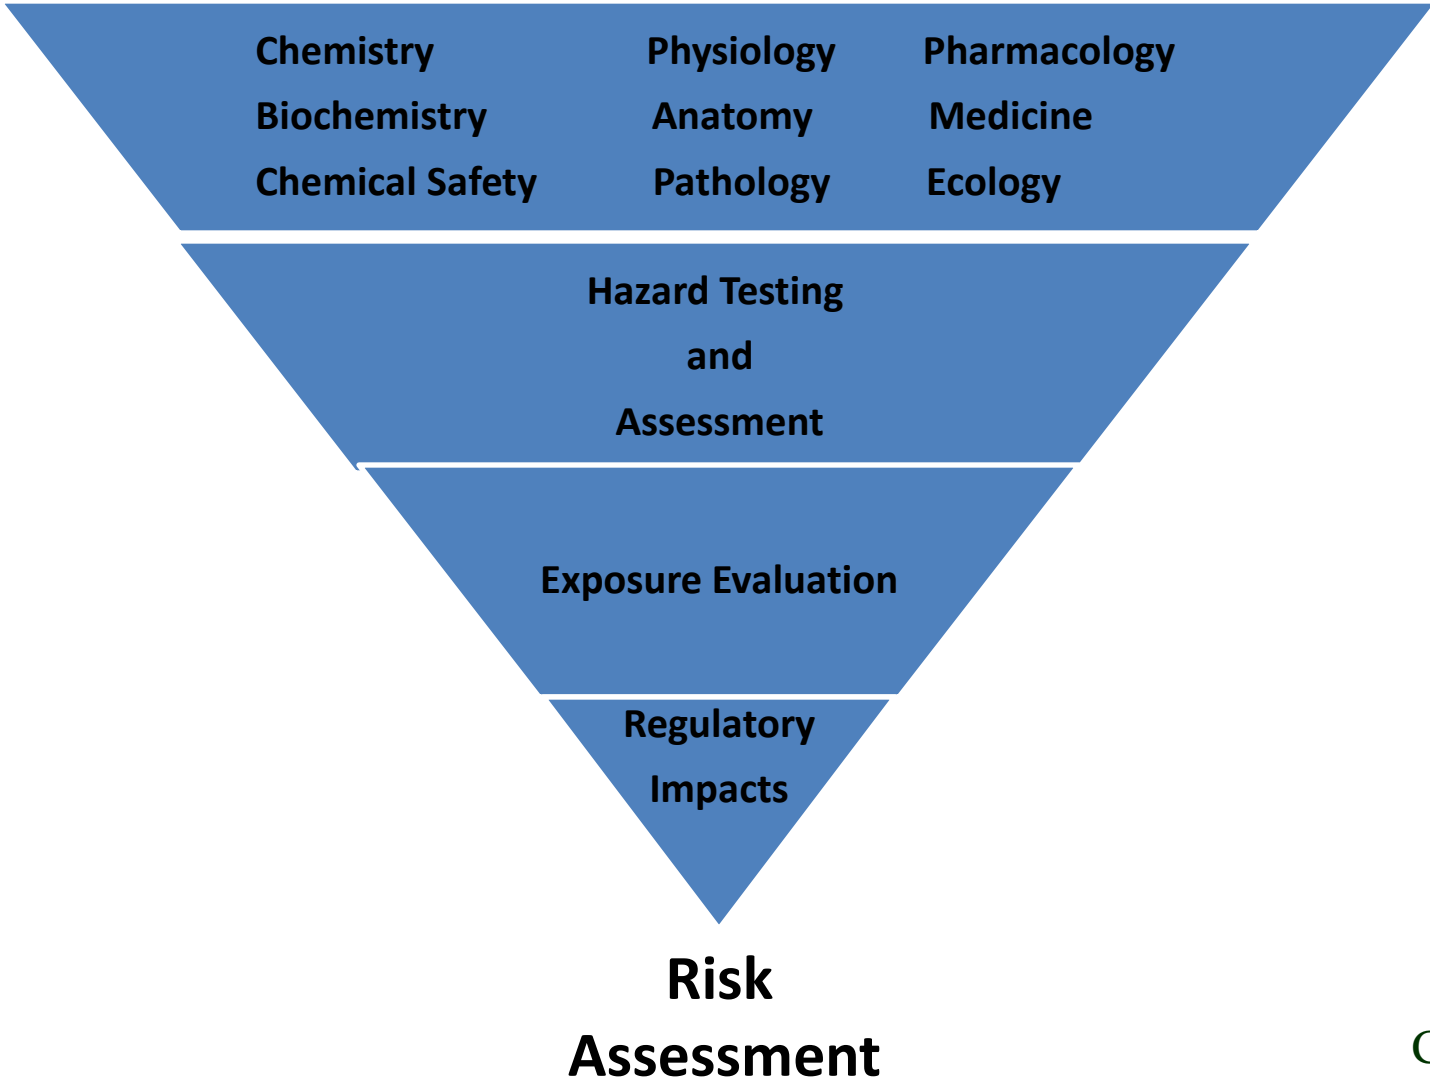 Chemistry Physiology Pharmacology
Biochemistry Anatomy Medicine
Chemical Safety Pathology Ecology
Hazard Testing
and
Assessment
Exposure Evaluation
Regulatory
Impacts
Risk
Assessment